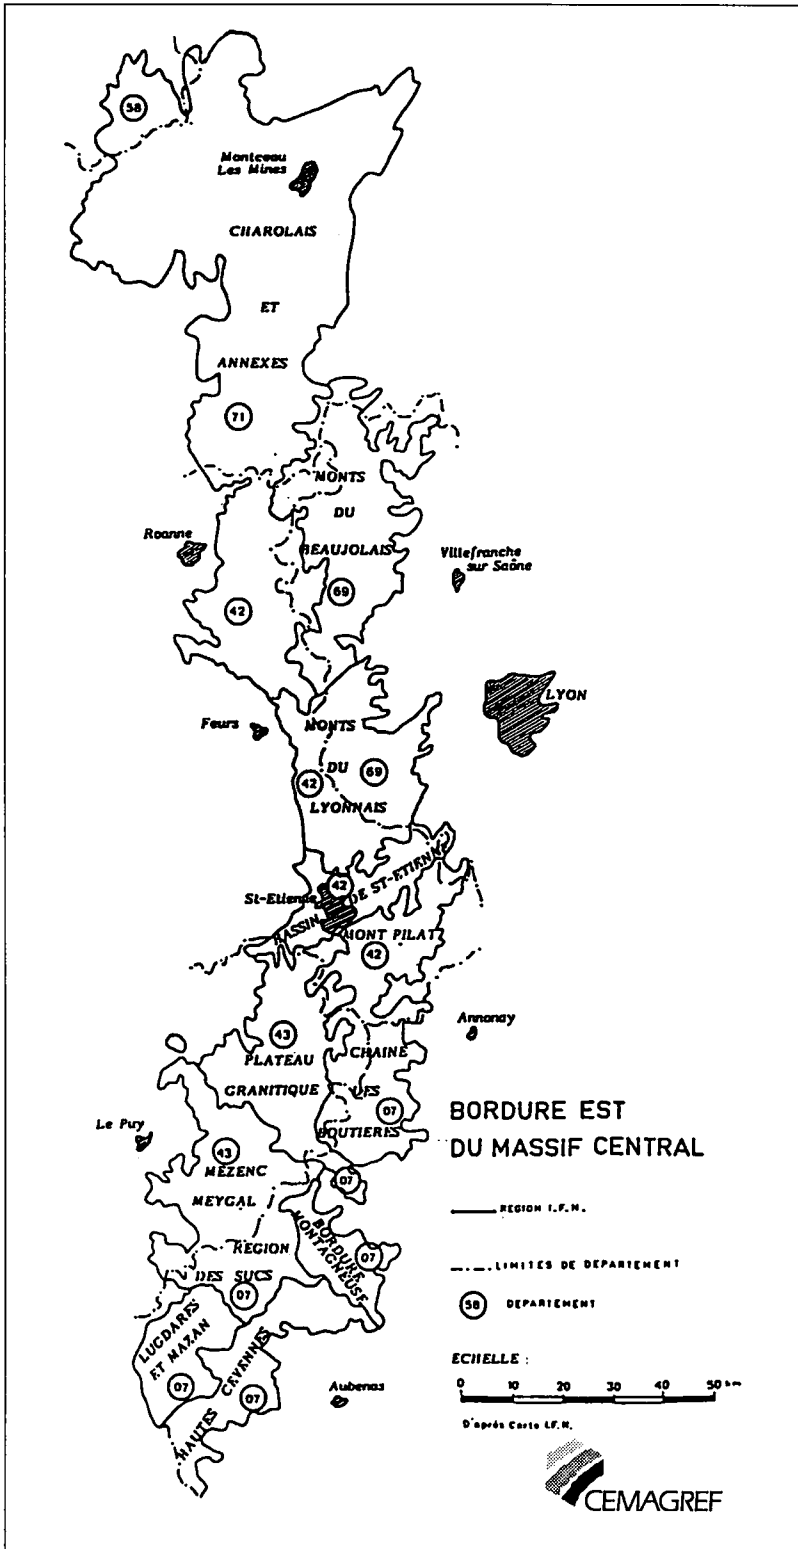 58
Montceau
Les Mines
CHAROLAIS
ET
ANNEXES
71
MONTS
DU
BEAUJOLAIS
Roanne
Villefranche
sur Saône
69
42
LYON
Feurs
MONTS
DU
LYONNAIS
42
69
BASSIN DE ST-ETIENNE
42
St-Etienne
MONT PILAT
42
Annonay
43
PLATEAU
GRANITIQUE
CHAINE
DES
BOUTIERES
07
Le Puy
43
MEZENC
MEYGAL
REGION
DES SUCS
07
07
BORDURE
MONTAGNEUSE
07
LUCDARES
ET MAZAN
07
HAUTES CEVENNES
07
Aubenas
BORDURE EST
DU MASSIF CENTRAL
REGION I.F.N.
LIMITES DE DEPARTEMENT
58 DEPARTEMENT
ECHELLE :
0 10 20 30 40 50 km
D'après Carte I.F.N.
CEMAGREF